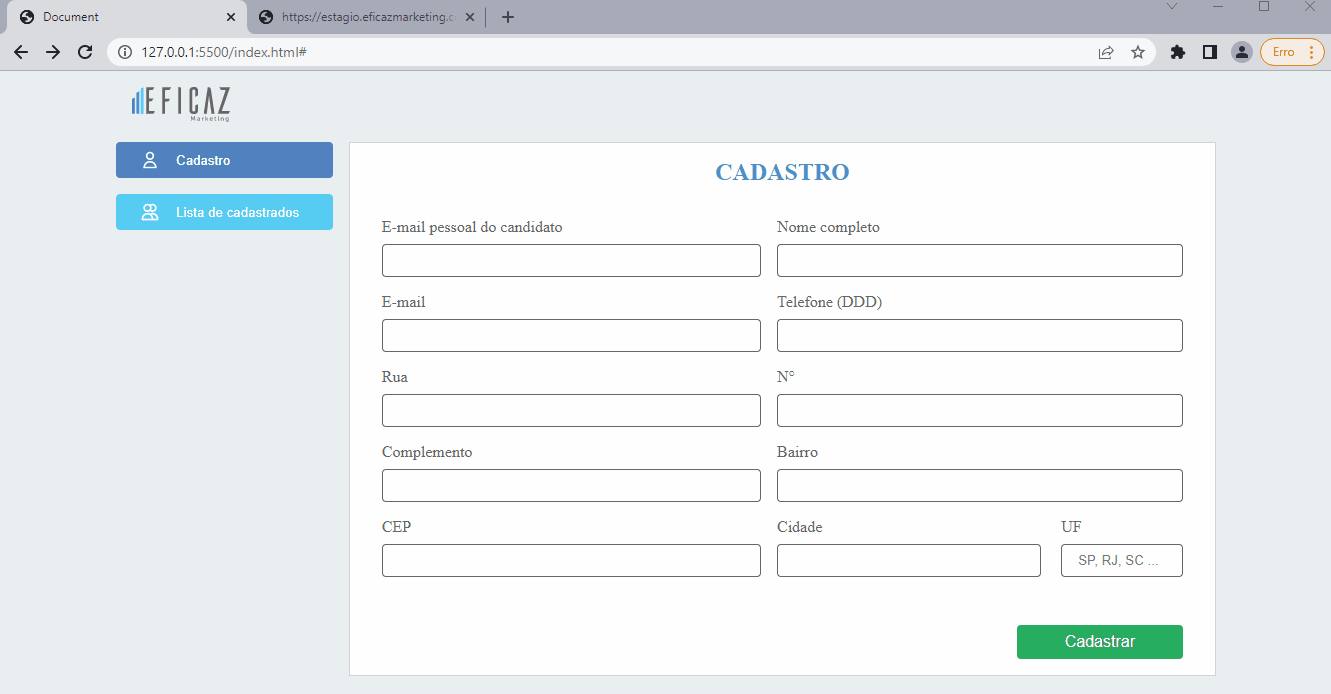 Document
https://estagio.eficazmarketing.c
127.0.0.1:5500/index.html#
Erro
EFICAZ
Marketing
Cadastro
Lista de cadastrados
CADASTRO
E-mail pessoal do candidato
Nome completo
E-mail
Telefone (DDD)
Rua
N°
Complemento
Bairro
CEP
Cidade
UF
SP, RJ, SC ...
Cadastrar